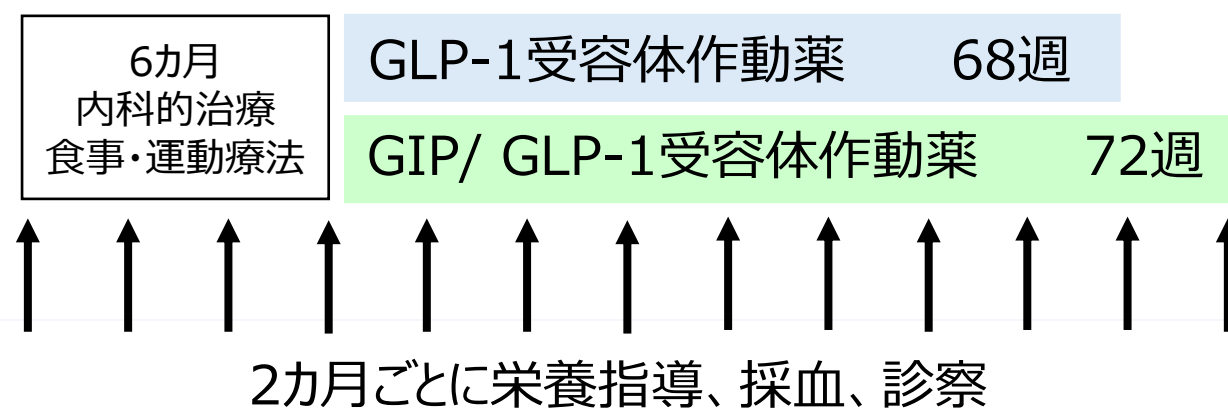 6カ月
内科的治療
食事・運動療法
GLP-1受容体作動薬 68週
GIP/ GLP-1受容体作動薬 72週
2カ月ごとに栄養指導、採血、診察